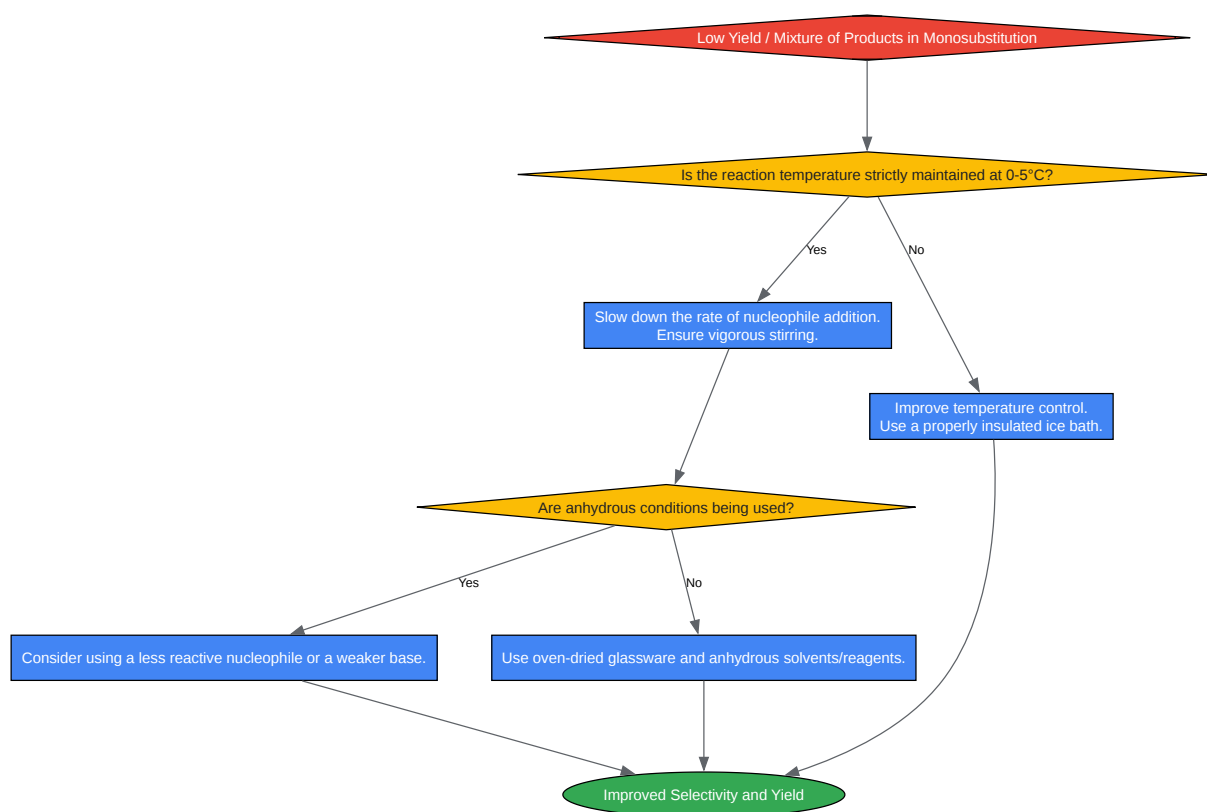 Low Yield / Mixture of Products in Monosubstitution
Is the reaction temperature strictly maintained at 0-5°C?
Yes
No
Slow down the rate of nucleophile addition.
Ensure vigorous stirring.
Improve temperature control.
Use a properly insulated ice bath.
Are anhydrous conditions being used?
Yes
No
Consider using a less reactive nucleophile or a weaker base.
Use oven-dried glassware and anhydrous solvents/reagents.
Improved Selectivity and Yield